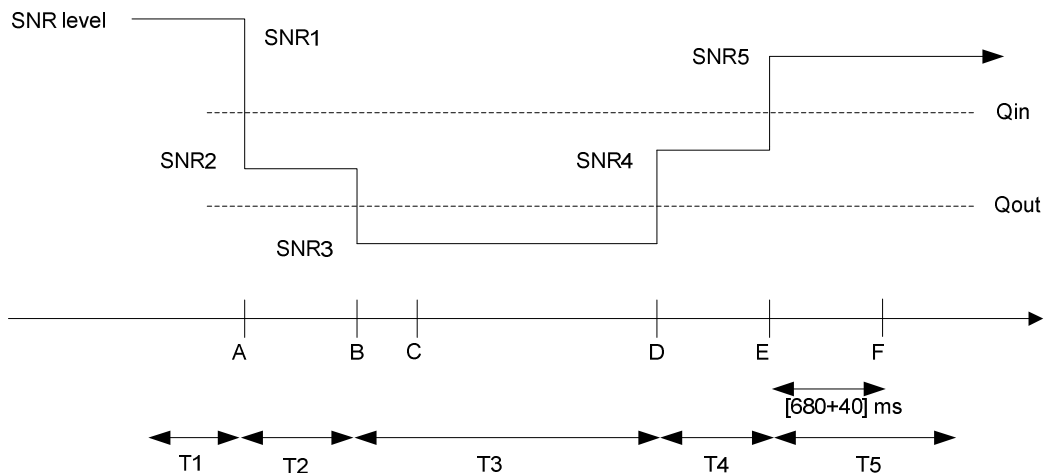 SNR level
SNR1
SNR5
Qin
SNR2
SNR4
Qout
SNR3
A
B
C
D
E
F
[680+40] ms
T1
T2
T3
T4
T5